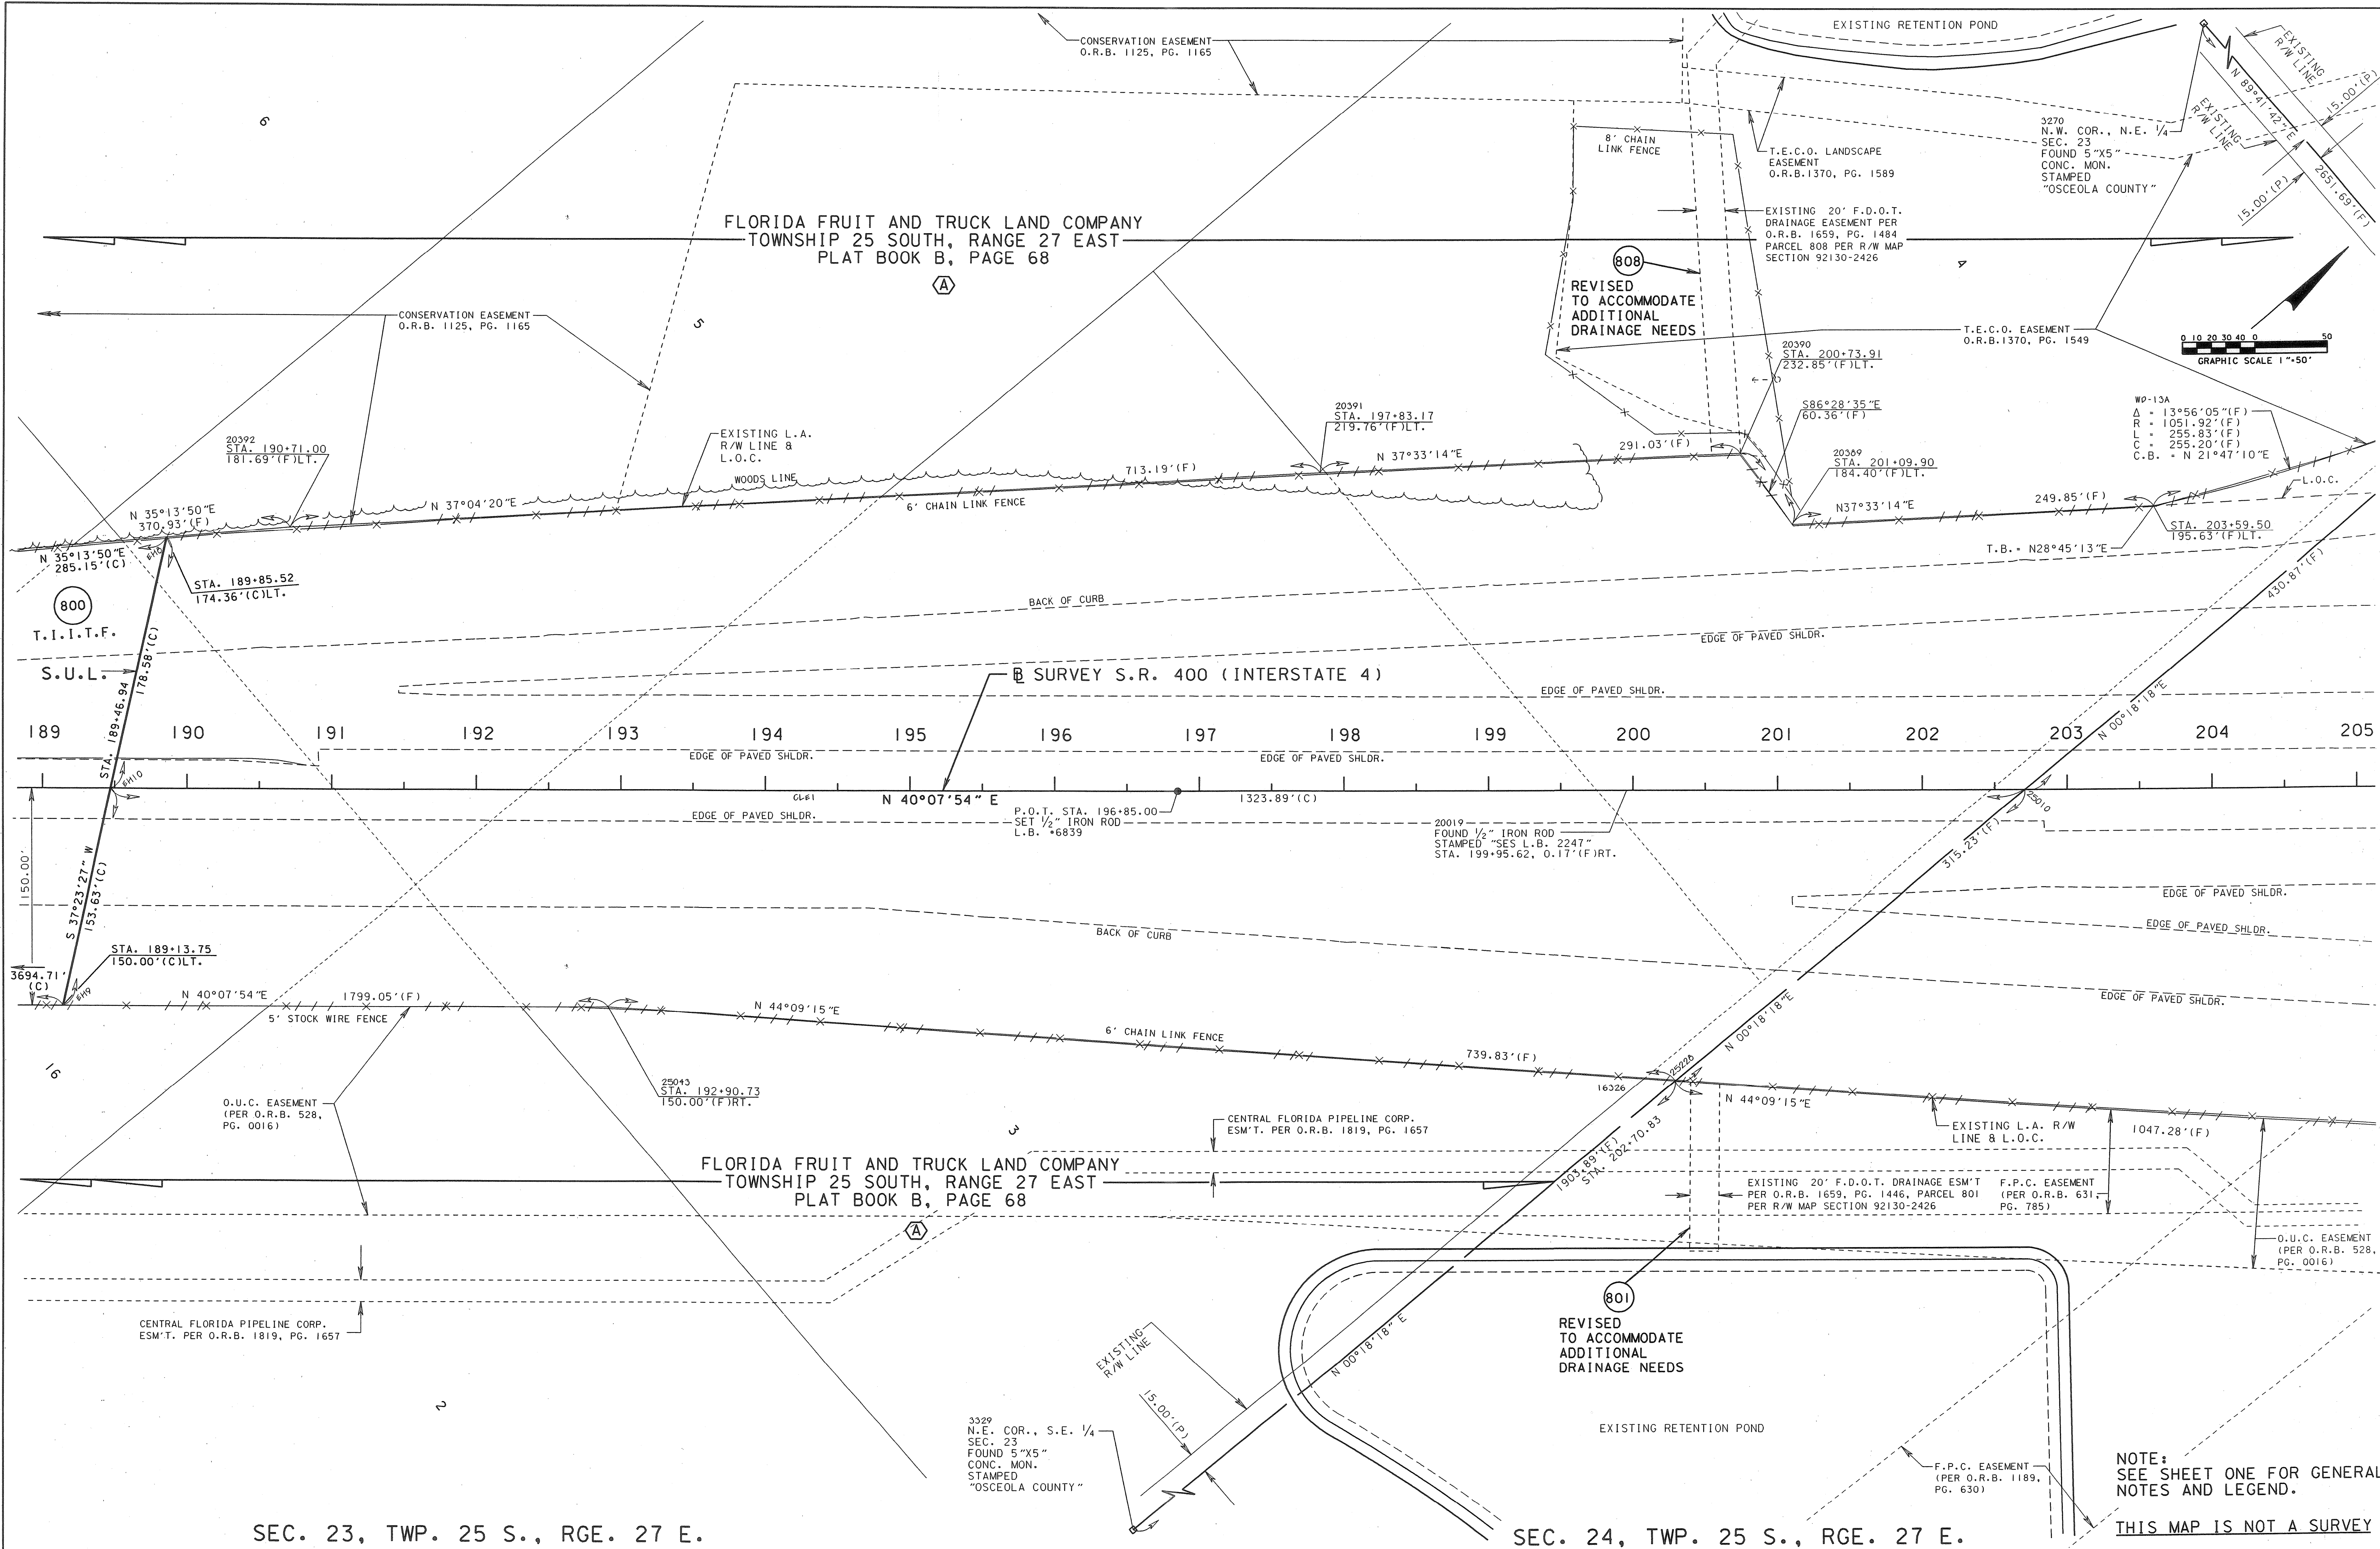 CONSERVATION EASEMENT
O.R.B. 1125, PG. 1165
EXISTING RETENTION POND
EXISTING
R/W LINE
N 89°41'42"E
15.00'(P)
EXISTING
R/W LINE
2651.69'(F)
15.00'(P)
3270
N.W. COR., N.E. 1/4
SEC. 23
FOUND 5"X5"
CONC. MON.
STAMPED
"OSCEOLA COUNTY"
6
8' CHAIN
LINK FENCE
T.E.C.O. LANDSCAPE
EASEMENT
O.R.B.1370, PG. 1589
FLORIDA FRUIT AND TRUCK LAND COMPANY
TOWNSHIP 25 SOUTH, RANGE 27 EAST
PLAT BOOK B, PAGE 68
A
EXISTING 20' F.D.O.T.
DRAINAGE EASEMENT PER
O.R.B. 1659, PG. 1484
PARCEL 808 PER R/W MAP
SECTION 92130-2426
4
808
REVISED
TO ACCOMMODATE
ADDITIONAL
DRAINAGE NEEDS
CONSERVATION EASEMENT
O.R.B. 1125, PG. 1165
5
T.E.C.O. EASEMENT
O.R.B.1370, PG. 1549
0 10 20 30 40 0 50
GRAPHIC SCALE 1"=50'
20390
STA. 200+73.91
232.85'(F)LT.
S86°28'35"E
60.36'(F)
WP-13A
Δ = 13°56'05"(F)
R = 1051.92'(F)
L = 255.83'(F)
C = 255.20'(F)
C.B. = N 21°47'10"E
20391
STA. 197+83.17
219.76'(F)LT.
20392
STA. 190+71.00
181.69'(F)LT.
EXISTING L.A.
R/W LINE &
L.O.C.
WOODS LINE
713.19'(F)
N 37°33'14"E
291.03'(F)
20389
STA. 201+09.90
184.40'(F)LT.
L.O.C.
N 35°13'50"E
370.93'(F)
N 37°04'20"E
6' CHAIN LINK FENCE
N37°33'14"E
249.85'(F)
STA. 203+59.50
195.63'(F)LT.
T.B.= N28°45'13"E
N 35°13'50"E
285.15'(C)
STA. 189+85.52
174.36'(C)LT.
800
T.I.I.T.F.
S.U.L.
178.58'(C)
STA. 189+46.94
BACK OF CURB
EDGE OF PAVED SHLDR.
430.87'(F)
BL SURVEY S.R. 400 (INTERSTATE 4)
EDGE OF PAVED SHLDR.
N 00°18'18"E
189 190 191 192 193 194 195 196 197 198 199 200 201 202 203 204 205
EDGE OF PAVED SHLDR.
EDGE OF PAVED SHLDR.
FH10
CLE1
N 40°07'54" E
1323.89'(C)
25010
EDGE OF PAVED SHLDR.
P.O.T. STA. 196+85.00
SET 1/2" IRON ROD
L.B. #6839
20019
FOUND 1/2" IRON ROD
STAMPED "SES L.B. 2247"
STA. 199+95.62, 0.17'(F)RT.
315.23'(F)
150.00'
S 37°23'27" W
153.63'(C)
EDGE OF PAVED SHLDR.
EDGE OF PAVED SHLDR.
BACK OF CURB
STA. 189+13.75
150.00'(C)LT.
3694.71'
(C)
FH9
N 40°07'54"E
1799.05'(F)
5' STOCK WIRE FENCE
N 44°09'15"E
6' CHAIN LINK FENCE
EDGE OF PAVED SHLDR.
N 00°18'18"E
739.83'(F)
16
25043
STA. 192+90.73
150.00'(F)RT.
16326
25226
N 44°09'15"E
O.U.C. EASEMENT
(PER O.R.B. 528,
PG. 0016)
3
CENTRAL FLORIDA PIPELINE CORP.
ESM'T. PER O.R.B. 1819, PG. 1657
EXISTING L.A. R/W
LINE & L.O.C.
1047.28'(F)
1903.89'(F)
STA. 202+70.83
FLORIDA FRUIT AND TRUCK LAND COMPANY
TOWNSHIP 25 SOUTH, RANGE 27 EAST
PLAT BOOK B, PAGE 68
A
EXISTING 20' F.D.O.T. DRAINAGE ESM'T
PER O.R.B. 1659, PG. 1446, PARCEL 801
PER R/W MAP SECTION 92130-2426
F.P.C. EASEMENT
(PER O.R.B. 631,
PG. 785)
O.U.C. EASEMENT
(PER O.R.B. 528,
PG. 0016)
CENTRAL FLORIDA PIPELINE CORP.
ESM'T. PER O.R.B. 1819, PG. 1657
801
REVISED
TO ACCOMMODATE
ADDITIONAL
DRAINAGE NEEDS
EXISTING
R/W LINE
N 00°18'18" E
15.00'(P)
2
3329
N.E. COR., S.E. 1/4
SEC. 23
FOUND 5"X5"
CONC. MON.
STAMPED
"OSCEOLA COUNTY"
EXISTING RETENTION POND
F.P.C. EASEMENT
(PER O.R.B. 1189,
PG. 630)
NOTE:
SEE SHEET ONE FOR GENERAL
NOTES AND LEGEND.
THIS MAP IS NOT A SURVEY
SEC. 23, TWP. 25 S., RGE. 27 E.
SEC. 24, TWP. 25 S., RGE. 27 E.